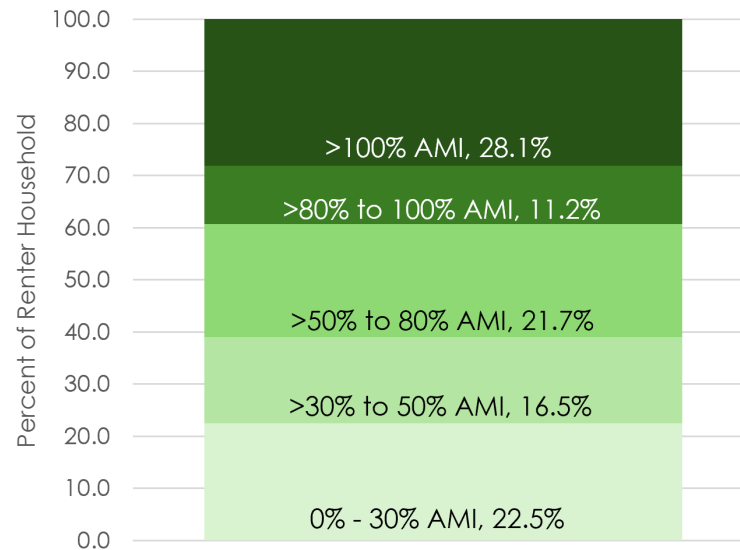 Percent of Renter Household
100.0
90.0
80.0
70.0
60.0
50.0
40.0
30.0
20.0
10.0
0.0
>100% AMI, 28.1%
>80% to 100% AMI, 11.2%
>50% to 80% AMI, 21.7%
>30% to 50% AMI, 16.5%
0% - 30% AMI, 22.5%